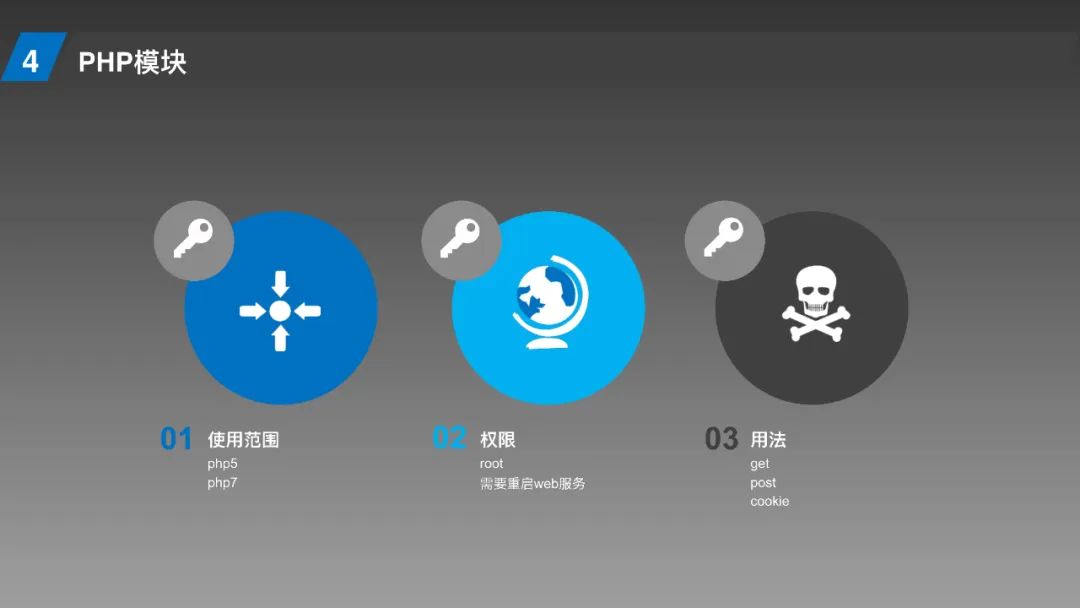 4 PHP模块
01 使用范围
php5
php7
02 权限
root
需要重启web服务
03 用法
get
post
cookie